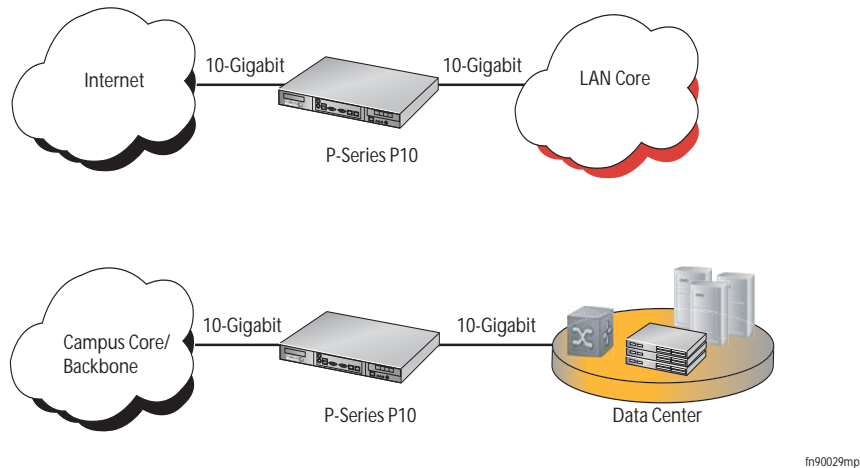 Internet
10-Gigabit
10-Gigabit
LAN Core
P-Series P10
Campus Core/
Backbone
10-Gigabit
10-Gigabit
P-Series P10
Data Center
fn90029mp